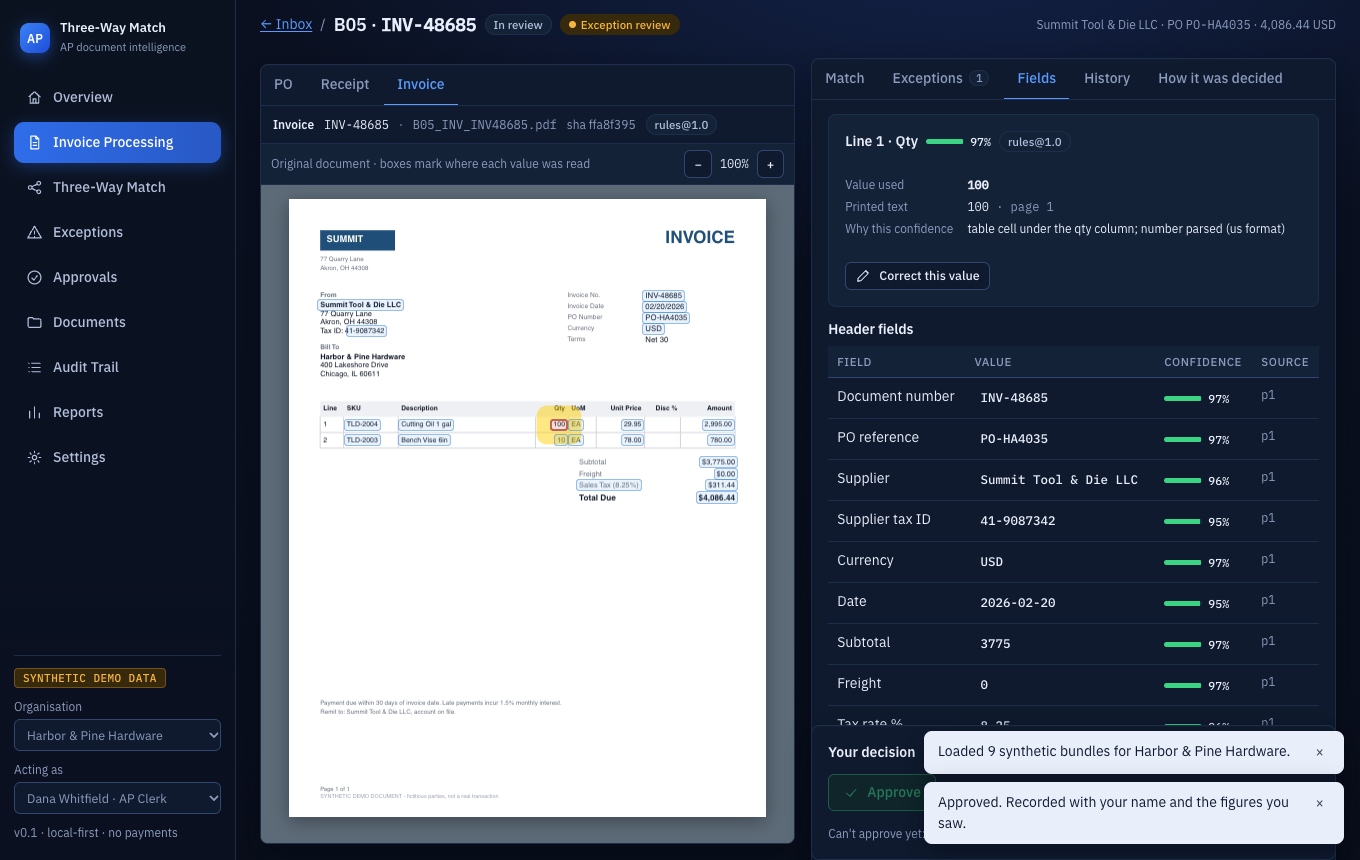 AP
Three-Way Match
AP document intelligence
Overview
Invoice Processing
Three-Way Match
Exceptions
Approvals
Documents
Audit Trail
Reports
Settings
SYNTHETIC DEMO DATA
Organisation
Harbor & Pine Hardware
Acting as
Dana Whitfield · AP Clerk
v0.1 · local-first · no payments
← Inbox / B05 · INV-48685 In review Exception review
Summit Tool & Die LLC · PO PO-HA4035 · 4,086.44 USD
PO Receipt Invoice
Invoice INV-48685 · B05_INV_INV48685.pdf sha ffa8f395 rules@1.0
Original document · boxes mark where each value was read − 100% +
SUMMIT INVOICE
77 Quarry Lane
Akron, OH 44308
From
Summit Tool & Die LLC
77 Quarry Lane
Akron, OH 44308
Tax ID: 41-9087342
Bill To
Harbor & Pine Hardware
400 Lakeshore Drive
Chicago, IL 60611
Invoice No. INV-48685
Invoice Date 02/20/2026
PO Number PO-HA4035
Currency USD
Terms Net 30
Line SKU Description Qty UoM Unit Price Disc % Amount
1 TLD-2004 Cutting Oil 1 gal 100 EA 29.95 2,995.00
2 TLD-2003 Bench Vise 6in 10 EA 78.00 780.00
Subtotal $3,775.00
Freight $0.00
Sales Tax (8.25%) $311.44
Total Due $4,086.44
Payment due within 30 days of invoice date. Late payments incur 1.5% monthly interest.
Remit to: Summit Tool & Die LLC, account on file.
Page 1 of 1
SYNTHETIC DEMO DOCUMENT - fictitious parties, not a real transaction
Match Exceptions 1 Fields History How it was decided
Line 1 · Qty 97% rules@1.0
Value used 100
Printed text 100 · page 1
Why this confidence table cell under the qty column; number parsed (us format)
Correct this value
Header fields
FIELD VALUE CONFIDENCE SOURCE
Document number INV-48685 97% p1
PO reference PO-HA4035 97% p1
Supplier Summit Tool & Die LLC 96% p1
Supplier tax ID 41-9087342 95% p1
Currency USD 97% p1
Date 2026-02-20 95% p1
Subtotal 3775 97% p1
Freight 0 97% p1
Tax rate % 8.25 96% p1
Your decision
Approve
Can't approve yet:
Loaded 9 synthetic bundles for Harbor & Pine Hardware. ×
Approved. Recorded with your name and the figures you ×
saw.